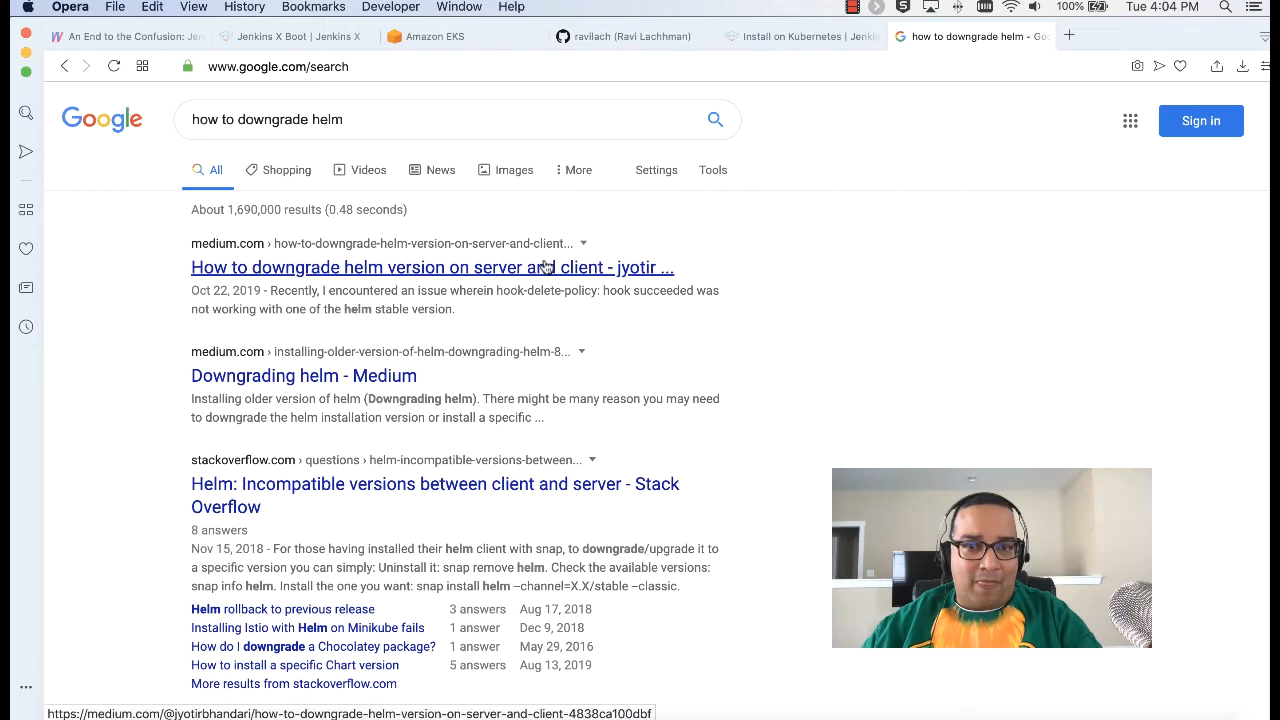 Opera File Edit View History Bookmarks Developer Window Help 100% Tue 4:04 PM
An End to the Confusion: Jen Jenkins X Boot | Jenkins X Amazon EKS ravilach (Ravi Lachhman) Install on Kubernetes | Jenkin how to downgrade helm - Goo
www.google.com/search
Google how to downgrade helm Sign in
All Shopping Videos News Images More Settings Tools
About 1,690,000 results (0.48 seconds)
medium.com › how-to-downgrade-helm-version-on-server-and-client...
How to downgrade helm version on server and client - jyotir ...
Oct 22, 2019 - Recently, I encountered an issue wherein hook-delete-policy: hook succeeded was
not working with one of the helm stable version.
medium.com › installing-older-version-of-helm-downgrading-helm-8...
Downgrading helm - Medium
Installing older version of helm (Downgrading helm). There might be many reason you may need
to downgrade the helm installation version or install a specific ...
stackoverflow.com › questions › helm-incompatible-versions-between...
Helm: Incompatible versions between client and server - Stack
Overflow
8 answers
Nov 15, 2018 - For those having installed their helm client with snap, to downgrade/upgrade it to
a specific version you can simply: Uninstall it: snap remove helm. Check the available versions:
snap info helm. Install the one you want: snap install helm –channel=X.X/stable –classic.
Helm rollback to previous release 3 answers Aug 17, 2018
Installing Istio with Helm on Minikube fails 1 answer Dec 9, 2018
How do I downgrade a Chocolatey package? 1 answer May 29, 2016
How to install a specific Chart version 5 answers Aug 13, 2019
More results from stackoverflow.com
https://medium.com/@jyotirbhandari/how-to-downgrade-helm-version-on-server-and-client-4838ca100dbf